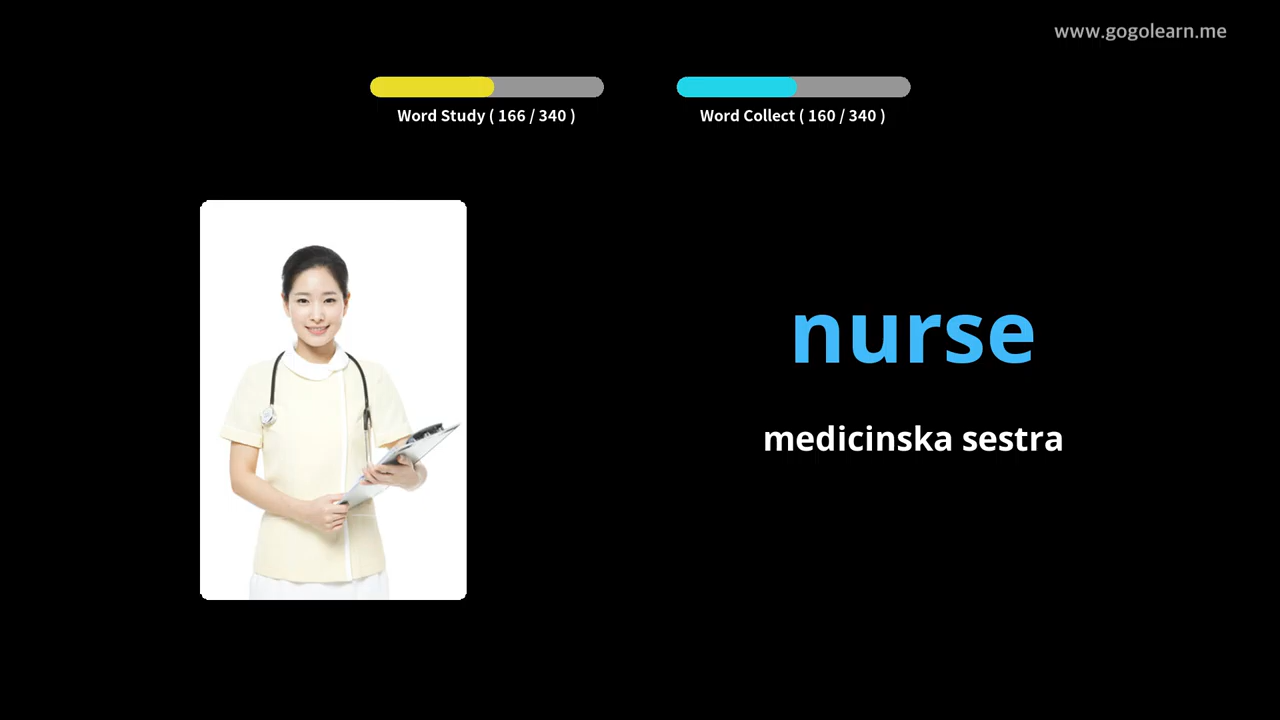 www.gogolearn.me
Word Study ( 166 / 340 )
Word Collect ( 160 / 340 )
nurse
medicinska sestra